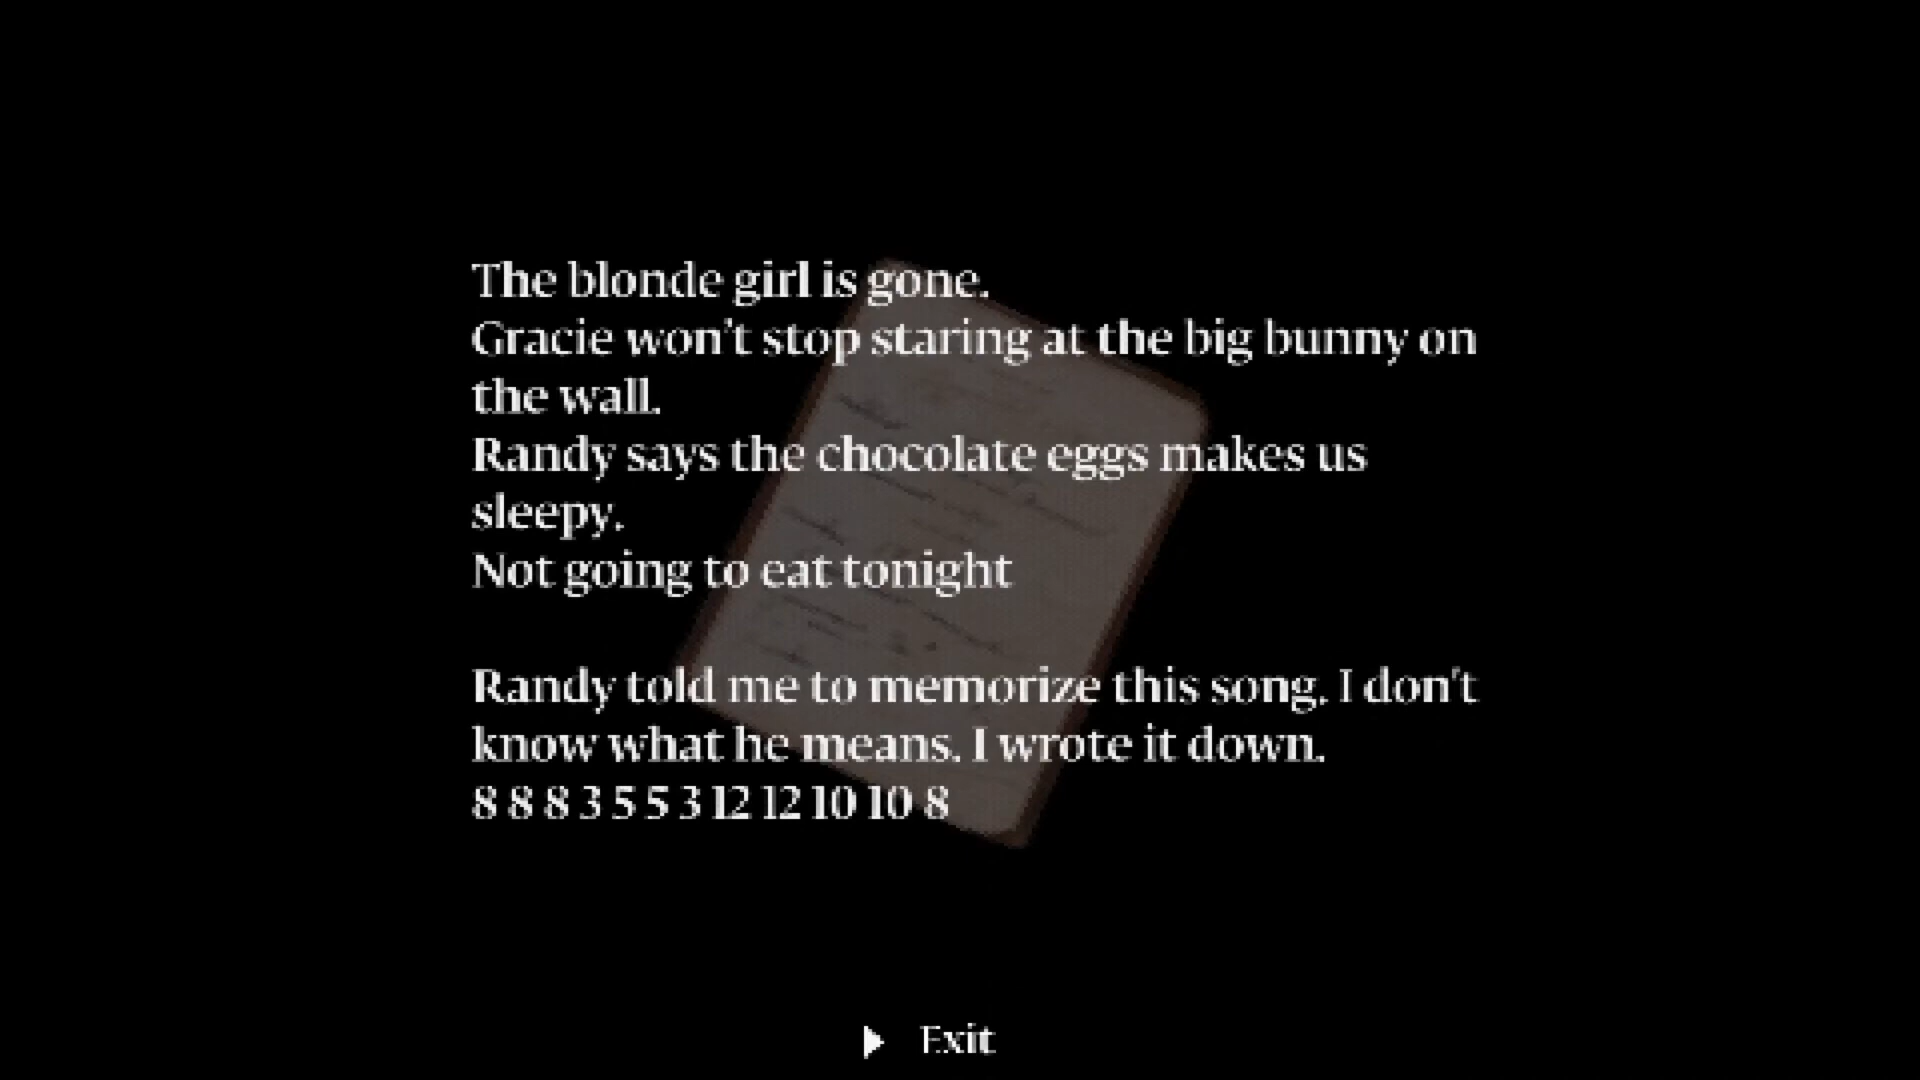 The blonde girl is gone.
Gracie won't stop staring at the big bunny on
the wall.
Randy says the chocolate eggs makes us
sleepy.
Not going to eat tonight
Randy told me to memorize this song. I don't
know what he means. I wrote it down.
8 8 8 3 5 5 3 12 12 10 10 8
Exit